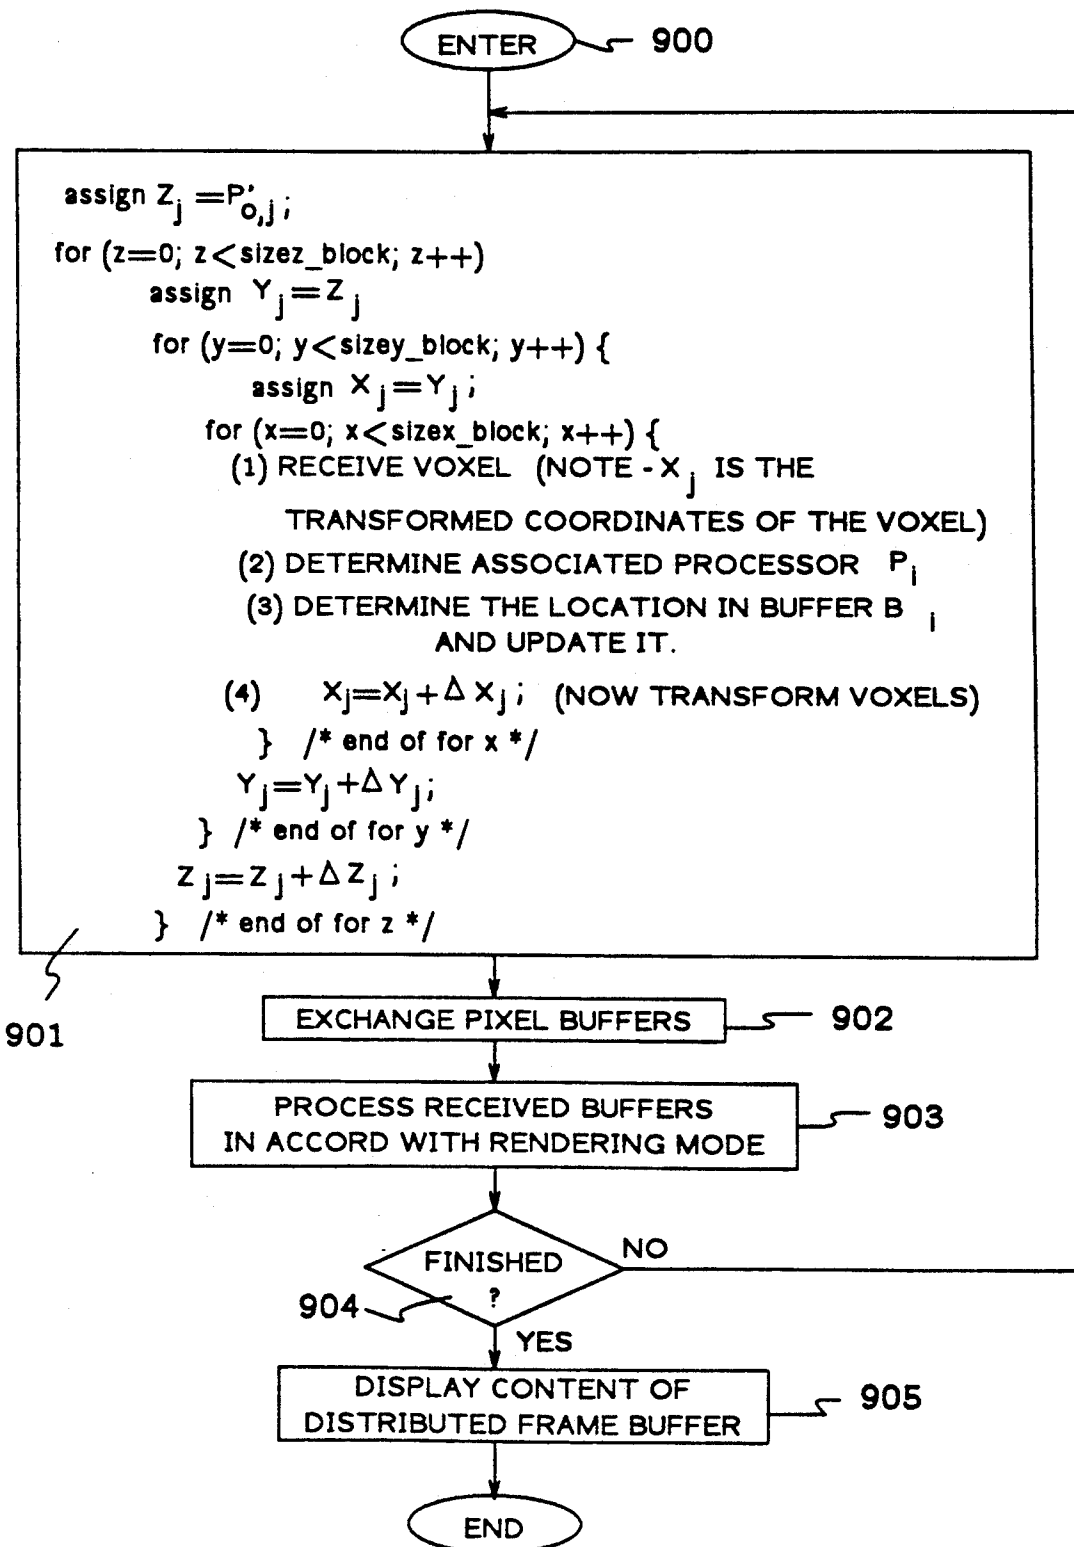 ENTER 900
assign Z_j = P'_{0,j};
for (z=0; z<sizez_block; z++)
assign Y_j = Z_j
for (y=0; y<sizey_block; y++) {
assign X_j = Y_j;
for (x=0; x<sizex_block; x++) {
(1) RECEIVE VOXEL (NOTE - X_j IS THE
TRANSFORMED COORDINATES OF THE VOXEL)
(2) DETERMINE ASSOCIATED PROCESSOR P_i
(3) DETERMINE THE LOCATION IN BUFFER B_i
AND UPDATE IT.
(4) X_j = X_j + Δ X_j; (NOW TRANSFORM VOXELS)
} /* end of for x */
Y_j = Y_j + Δ Y_j;
} /* end of for y */
Z_j = Z_j + Δ Z_j;
} /* end of for z */
901
EXCHANGE PIXEL BUFFERS 902
PROCESS RECEIVED BUFFERS
IN ACCORD WITH RENDERING MODE
903
FINISHED
?
NO
904
YES
DISPLAY CONTENT OF
DISTRIBUTED FRAME BUFFER
905
END